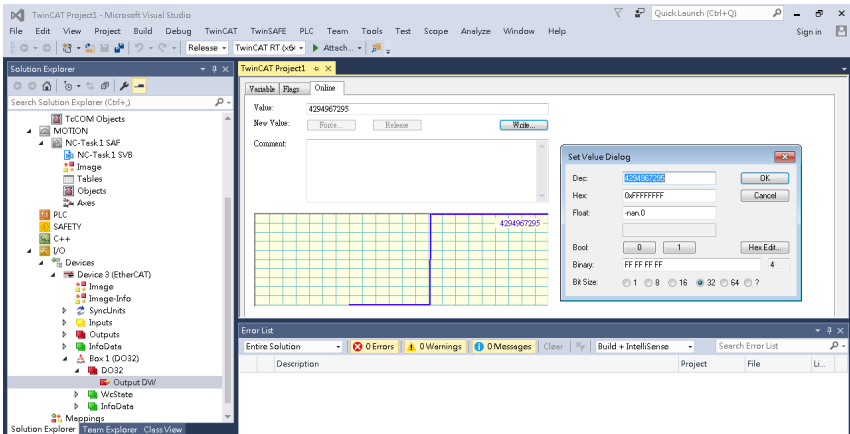 TwinCAT Project1 - Microsoft Visual Studio
Quick Launch (Ctrl+Q)
File Edit View Project Build Debug TwinCAT TwinSAFE PLC Team Tools Test Scope Analyze Window Help
Sign in
Release TwinCAT RT (x6 Attach...
Solution Explorer
Search Solution Explorer (Ctrl+;)
TcCOM Objects
MOTION
NC-Task 1 SAF
NC-Task 1 SVB
Image
Tables
Objects
Axes
PLC
SAFETY
C++
I/O
Devices
Device 3 (EtherCAT)
Image
Image-Info
SyncUnits
Inputs
Outputs
InfoData
Box 1 (DO32)
DO32
Output DW
WcState
InfoData
Mappings
Solution Explorer Team Explorer Class View
TwinCAT Project1
Variable Flags Online
Value: 4294967295
New Value: Force... Release Write...
Comment:
4294967295
Set Value Dialog
Dec: 4294967295 OK
Hex: 0xFFFFFFFF Cancel
Float: -nan.0
Bool: 0 1 Hex Edit...
Binary: FF FF FF FF 4
Bit Size: 1 8 16 32 64 ?
Error List
Entire Solution 0 Errors 0 Warnings 0 Messages Clear Build + IntelliSense Search Error List
Description Project File Li...